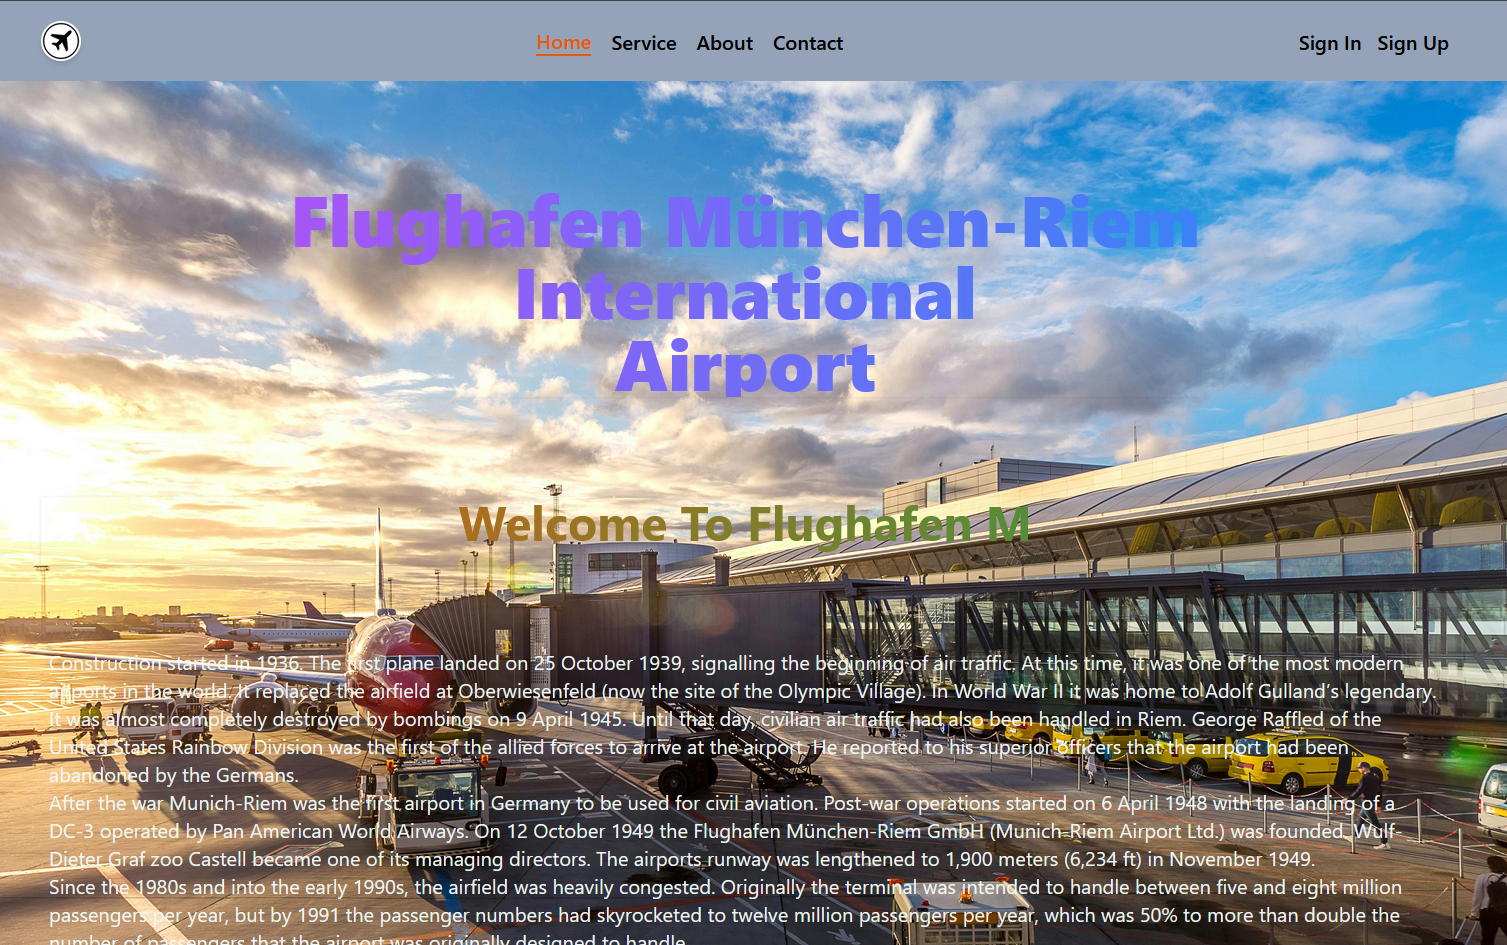 Home Service About Contact Sign In Sign Up
Flughafen München-Riem
International
Airport
Welcome To Flughafen M
Construction started in 1936. The first plane landed on 25 October 1939, signalling the beginning of air traffic. At this time, it was one of the most modern
airports in the world. It replaced the airfield at Oberwiesenfeld (now the site of the Olympic Village). In World War II it was home to Adolf Gulland's legendary.
It was almost completely destroyed by bombings on 9 April 1945. Until that day, civilian air traffic had also been handled in Riem. George Raffled of the
United States Rainbow Division was the first of the allied forces to arrive at the airport. He reported to his superior officers that the airport had been
abandoned by the Germans.
After the war Munich-Riem was the first airport in Germany to be used for civil aviation. Post-war operations started on 6 April 1948 with the landing of a
DC-3 operated by Pan American World Airways. On 12 October 1949 the Flughafen München-Riem GmbH (Munich-Riem Airport Ltd.) was founded. Wulf-
Dieter Graf zoo Castell became one of its managing directors. The airports runway was lengthened to 1,900 meters (6,234 ft) in November 1949.
Since the 1980s and into the early 1990s, the airfield was heavily congested. Originally the terminal was intended to handle between five and eight million
passengers per year, but by 1991 the passenger numbers had skyrocketed to twelve million passengers per year, which was 50% to more than double the
number of passengers that the airport was originally designed to handle.